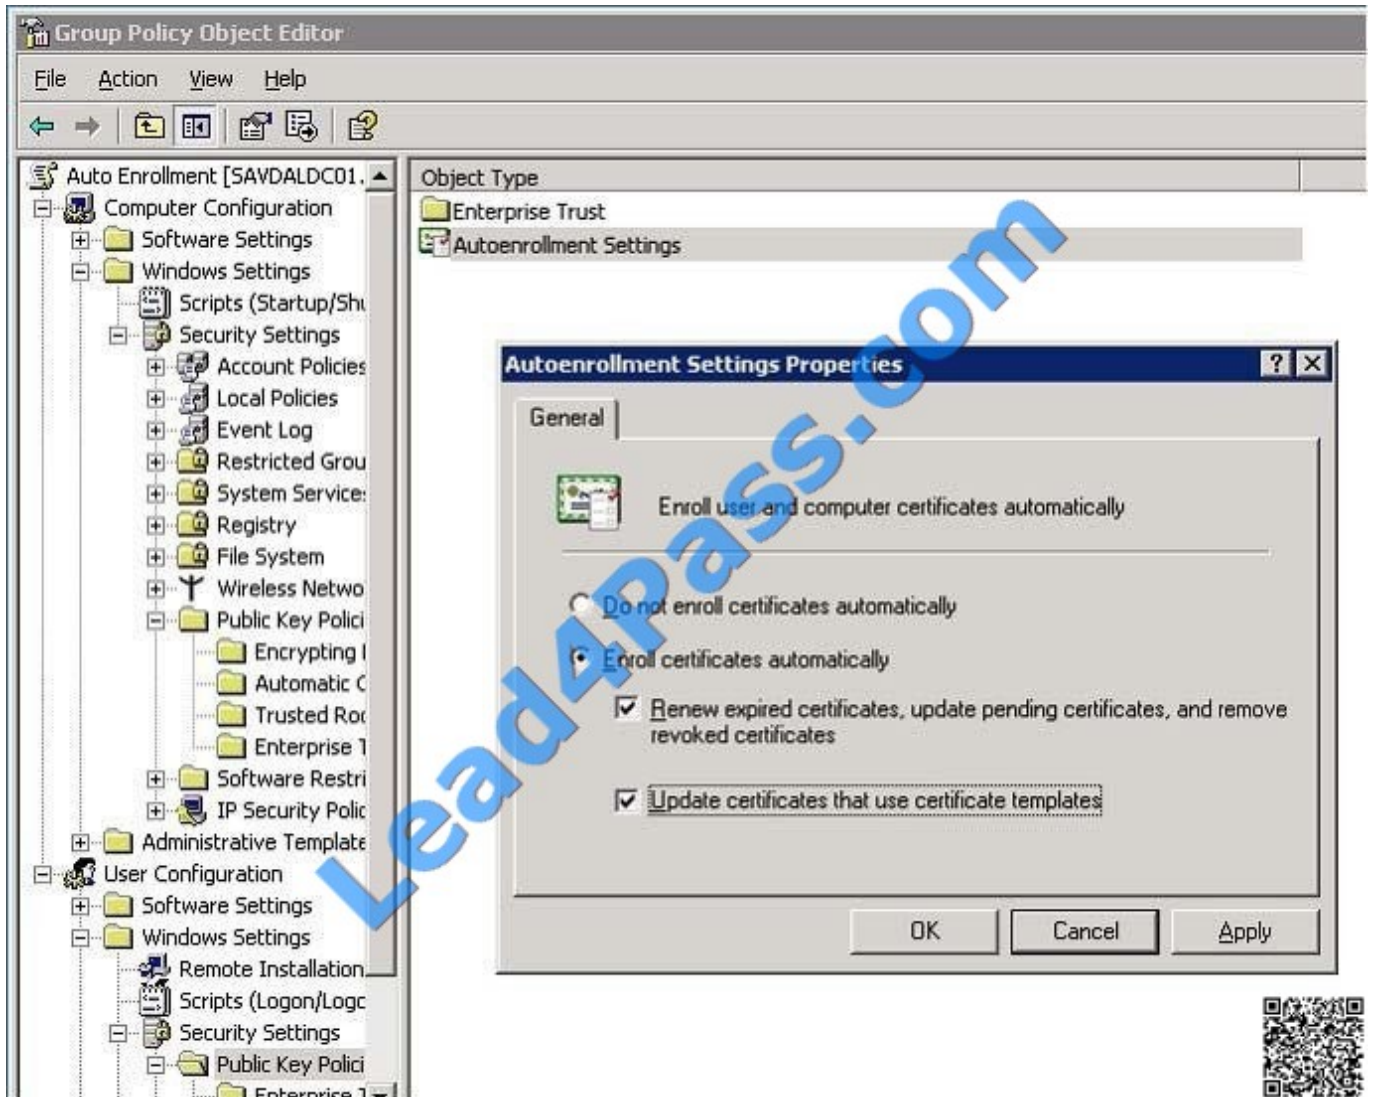 Group Policy Object Editor
File Action View Help
Auto Enrollment [SAVDALDC01.
Computer Configuration
Software Settings
Windows Settings
Scripts (Startup/Shu
Security Settings
Account Policies
Local Policies
Event Log
Restricted Grou
System Services
Registry
File System
Wireless Netwo
Public Key Polici
Encrypting
Automatic C
Trusted Roo
Enterprise T
Software Restri
IP Security Polic
Administrative Template
User Configuration
Software Settings
Windows Settings
Remote Installation
Scripts (Logon/Logo
Security Settings
Public Key Polici
Enterprise T
Object Type
Enterprise Trust
Autoenrollment Settings
Autoenrollment Settings Properties
General
Enroll user and computer certificates automatically
Do not enroll certificates automatically
Enroll certificates automatically
Renew expired certificates, update pending certificates, and remove
revoked certificates
Update certificates that use certificate templates
OK Cancel Apply
Lead4Pass.com